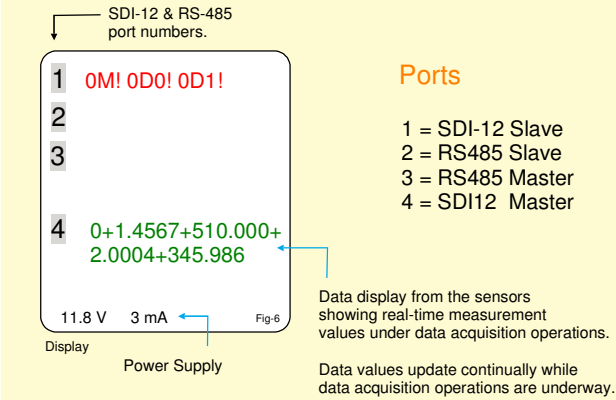 SDI-12 & RS-485
port numbers.
1 0M! 0D0! 0D1!
2
3
4 0+1.4567+510.000+
2.0004+345.986
11.8 V 3 mA Fig-6
Display
Power Supply
Ports
1 = SDI-12 Slave
2 = RS485 Slave
3 = RS485 Master
4 = SDI12 Master
Data display from the sensors
showing real-time measurement
values under data acquisition operations.
Data values update continually while
data acquisition operations are underway.